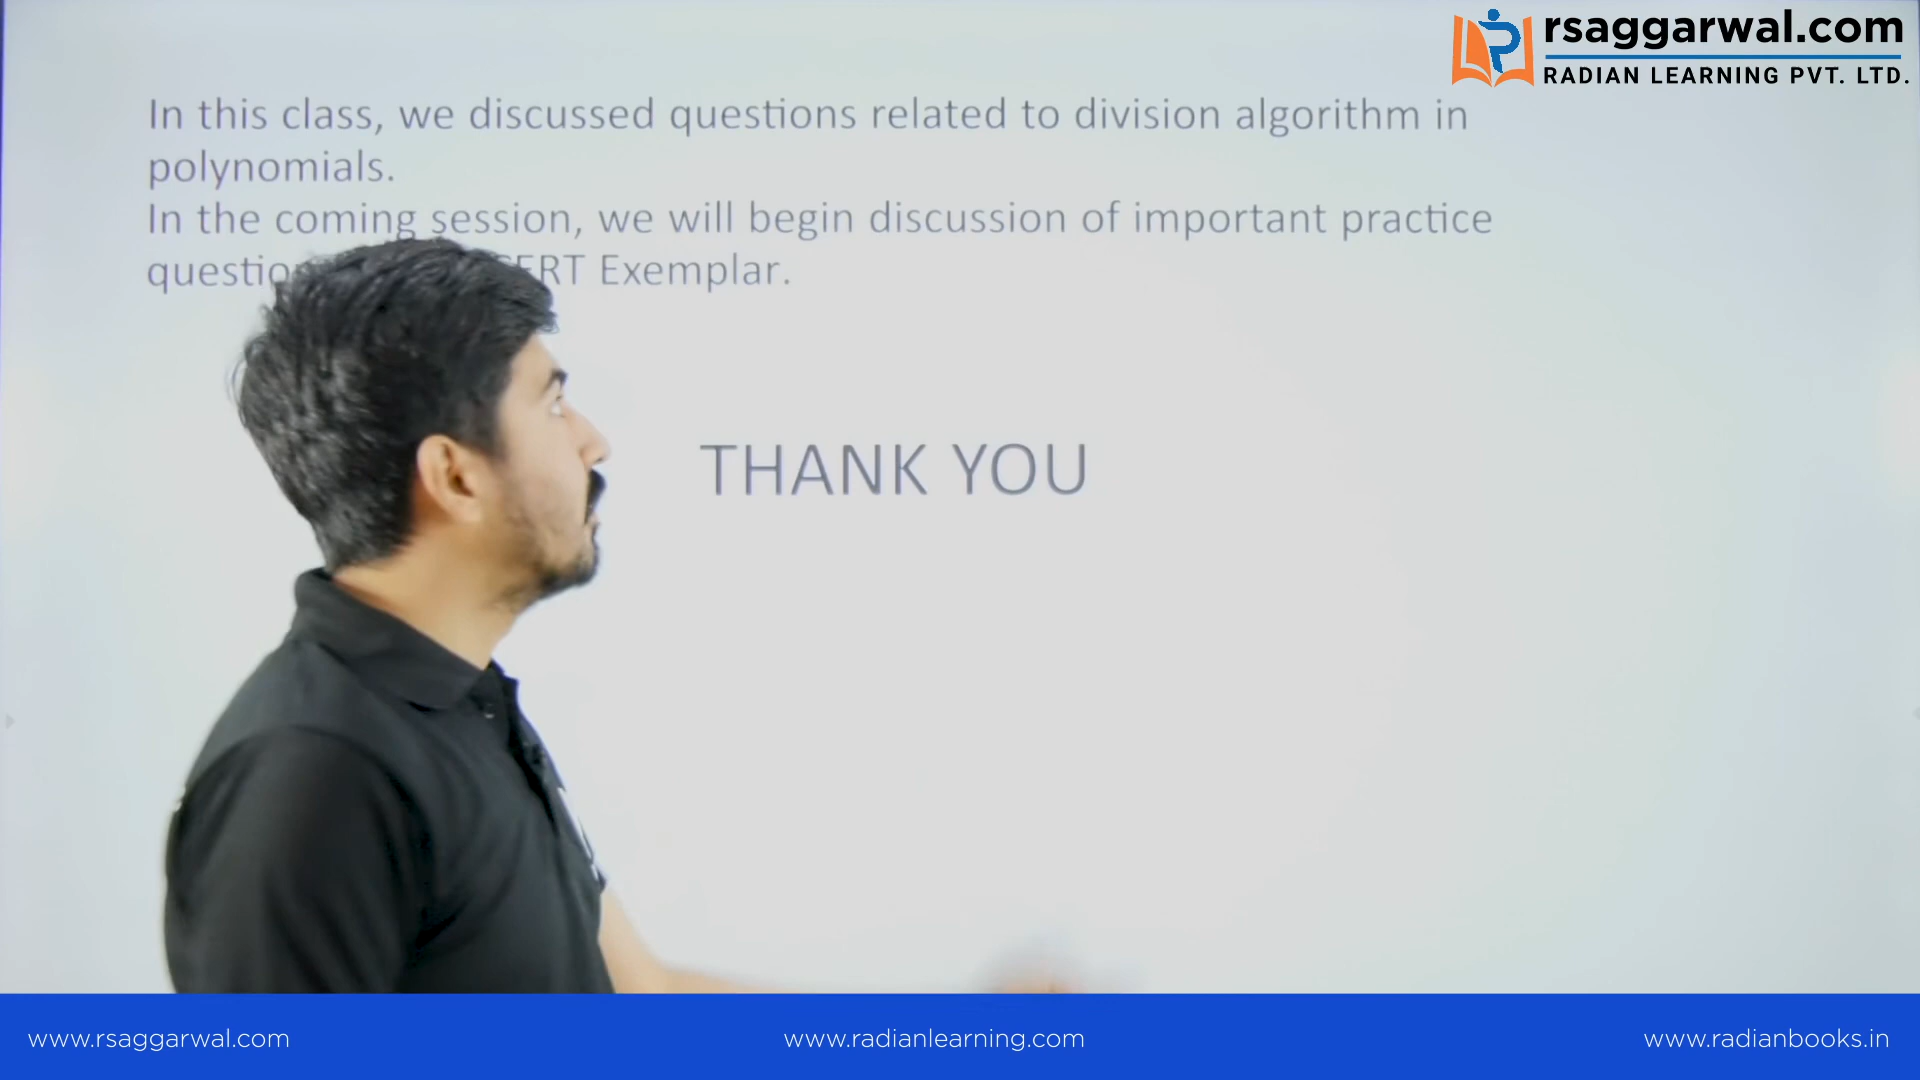 rsaggarwal.com
RADIAN LEARNING PVT. LTD.
In this class, we discussed questions related to division algorithm in
polynomials.
In the coming session, we will begin discussion of important practice
Exemplar.
THANK YOU
www.rsaggarwal.com www.radianlearning.com www.radianbooks.in